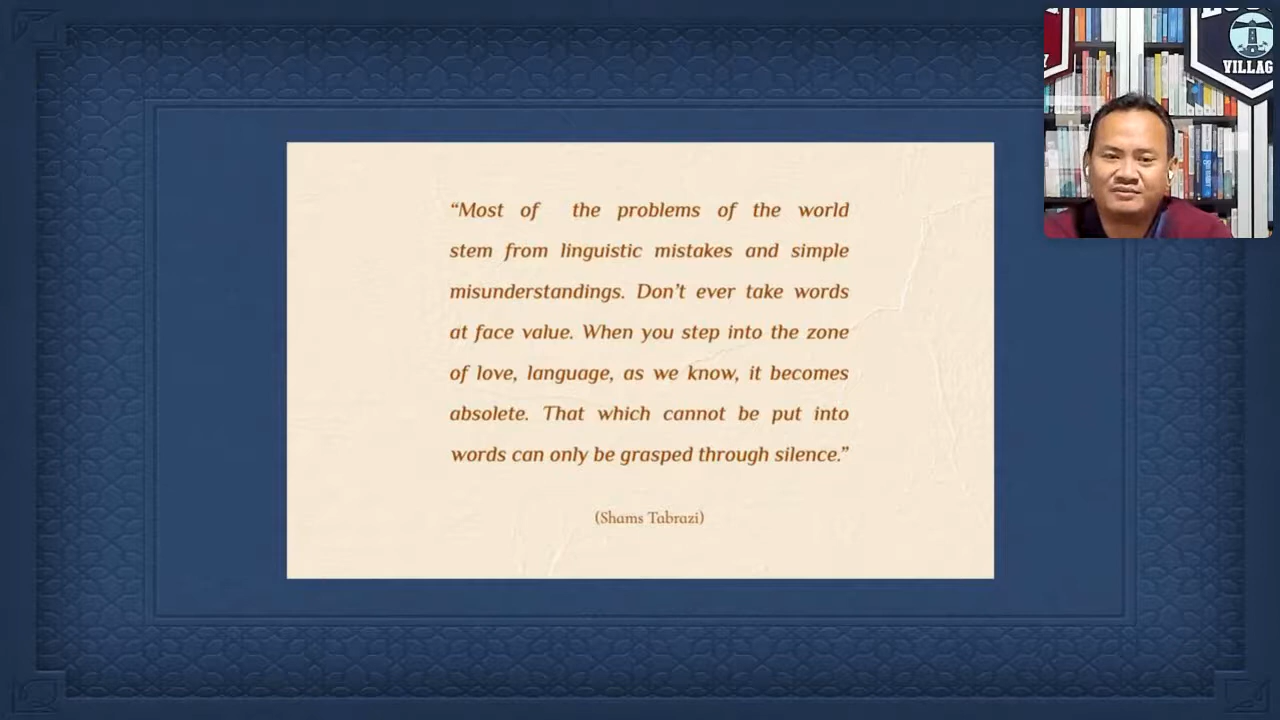 “Most of the problems of the world
stem from linguistic mistakes and simple
misunderstandings. Don’t ever take words
at face value. When you step into the zone
of love, language, as we know, it becomes
absolete. That which cannot be put into
words can only be grasped through silence.”
(Shams Tabrazi)
VILLAG